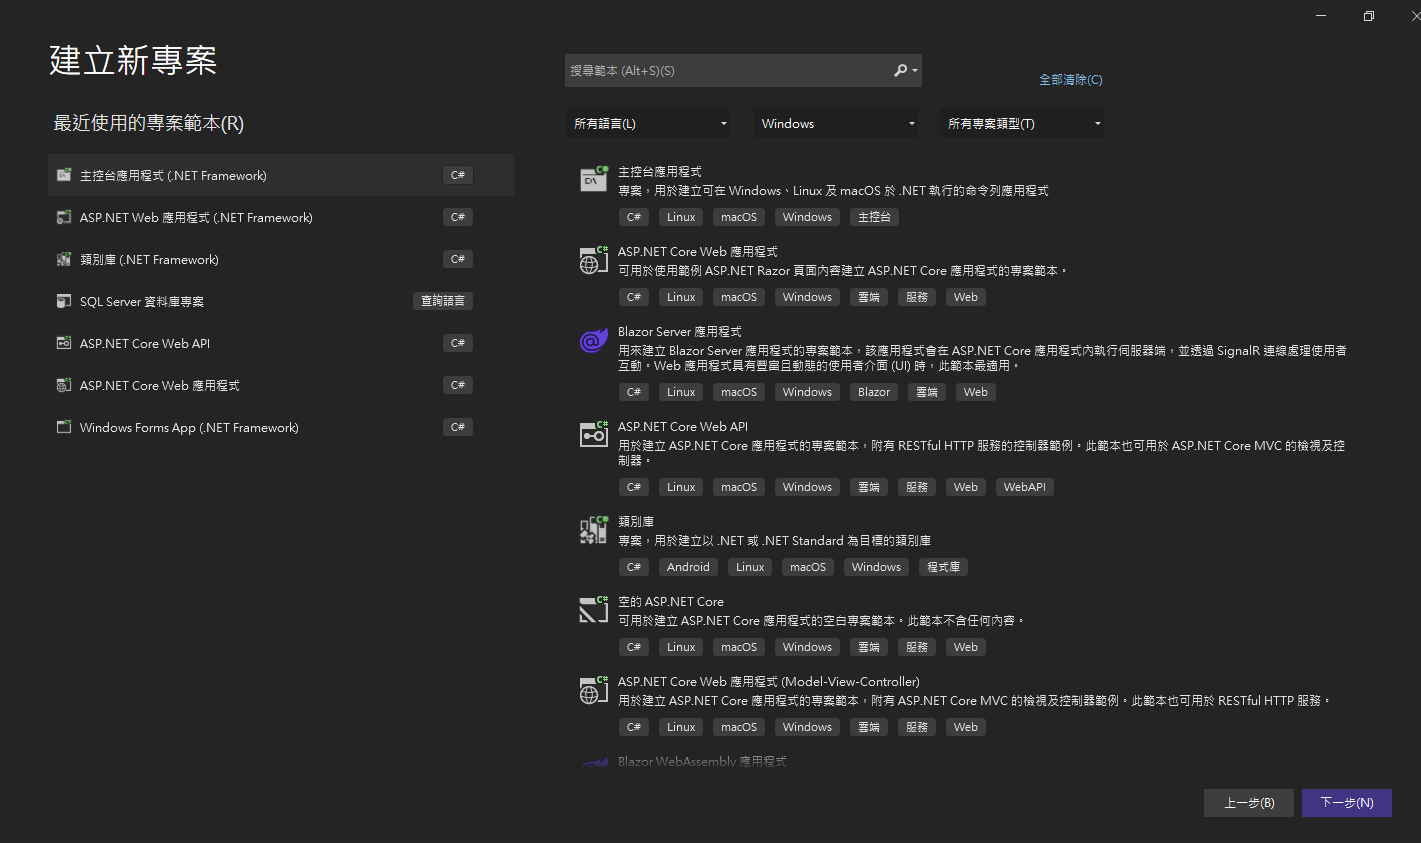 建立新專案
搜尋範本 (Alt+S)(S)
全部清除(C)
最近使用的專案範本(R)
所有語言(L)
Windows
所有專案類型(T)
主控台應用程式 (.NET Framework)
C#
ASP.NET Web 應用程式 (.NET Framework)
C#
類別庫 (.NET Framework)
C#
SQL Server 資料庫專案
查詢語言
ASP.NET Core Web API
C#
ASP.NET Core Web 應用程式
C#
Windows Forms App (.NET Framework)
C#
主控台應用程式
專案，用於建立可在 Windows、Linux 及 macOS 於 .NET 執行的命令列應用程式
C# Linux macOS Windows 主控台
ASP.NET Core Web 應用程式
可用於使用範例 ASP.NET Razor 頁面內容建立 ASP.NET Core 應用程式的專案範本。
C# Linux macOS Windows 雲端 服務 Web
Blazor Server 應用程式
用來建立 Blazor Server 應用程式的專案範本，該應用程式會在 ASP.NET Core 應用程式內執行伺服器端，並透過 SignalR 連線處理使用者
互動。Web 應用程式具有豐富且動態的使用者介面 (UI) 時，此範本最適用。
C# Linux macOS Windows Blazor 雲端 Web
ASP.NET Core Web API
用於建立 ASP.NET Core 應用程式的專案範本，附有 RESTful HTTP 服務的控制器範例。此範本也可用於 ASP.NET Core MVC 的檢視及控
制器。
C# Linux macOS Windows 雲端 服務 Web WebAPI
類別庫
專案，用於建立以 .NET 或 .NET Standard 為目標的類別庫
C# Android Linux macOS Windows 程式庫
空的 ASP.NET Core
可用於建立 ASP.NET Core 應用程式的空白專案範本。此範本不含任何內容。
C# Linux macOS Windows 雲端 服務 Web
ASP.NET Core Web 應用程式 (Model-View-Controller)
用於建立 ASP.NET Core 應用程式的專案範本，附有 ASP.NET Core MVC 的檢視及控制器範例。此範本也可用於 RESTful HTTP 服務。
C# Linux macOS Windows 雲端 服務 Web
Blazor WebAssembly 應用程式
上一步(B)
下一步(N)